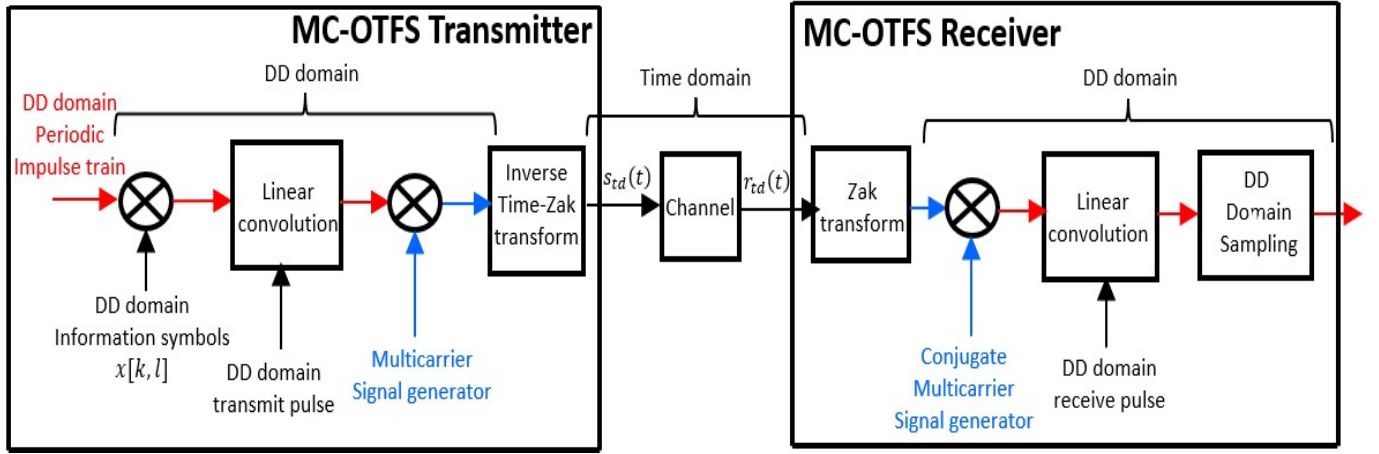 MC-OTFS Transmitter
DD domain
DD domain
Periodic
Impulse train
Linear
convolution
Inverse
Time-Zak
transform
DD domain
Information symbols
x[k, l]
DD domain
transmit pulse
Multicarrier
Signal generator
Time domain
s_{td}(t)
Channel
r_{td}(t)
MC-OTFS Receiver
DD domain
Zak
transform
Linear
convolution
DD
Domain
Sampling
Conjugate
Multicarrier
Signal generator
DD domain
receive pulse